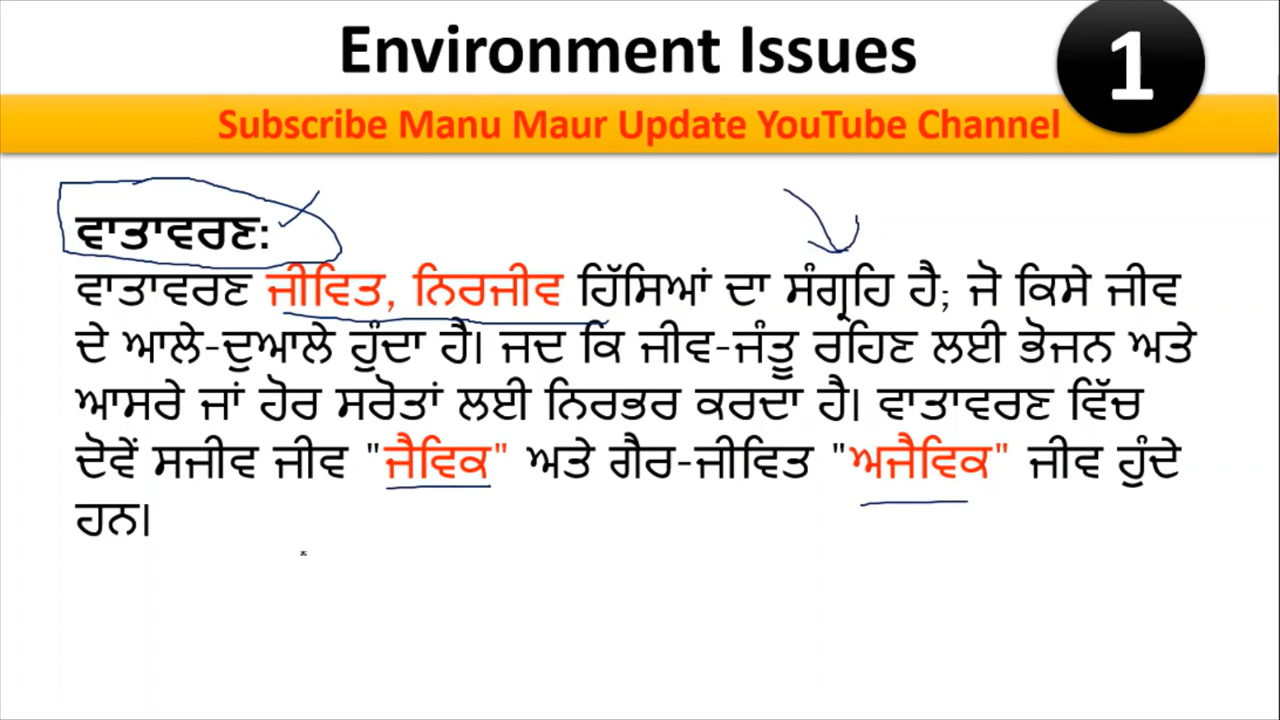 Environment Issues
1
Subscribe Manu Maur Update YouTube Channel
ਵਾਤਾਵਰਣ:
ਵਾਤਾਵਰਣ ਜੀਵਿਤ, ਨਿਰਜੀਵ ਹਿੱਸਿਆਂ ਦਾ ਸੰਗ੍ਰਹਿ ਹੈ; ਜੋ ਕਿਸੇ ਜੀਵ
ਦੇ ਆਲੇ-ਦੁਆਲੇ ਹੁੰਦਾ ਹੈ। ਜਦ ਕਿ ਜੀਵ-ਜੰਤੂ ਰਹਿਣ ਲਈ ਭੋਜਨ ਅਤੇ
ਆਸਰੇ ਜਾਂ ਹੋਰ ਸਰੋਤਾਂ ਲਈ ਨਿਰਭਰ ਕਰਦਾ ਹੈ। ਵਾਤਾਵਰਣ ਵਿੱਚ
ਦੋਵੇਂ ਸਜੀਵ ਜੀਵ "ਜੈਵਿਕ" ਅਤੇ ਗੈਰ-ਜੀਵਿਤ "ਅਜੈਵਿਕ" ਜੀਵ ਹੁੰਦੇ
ਹਨ।